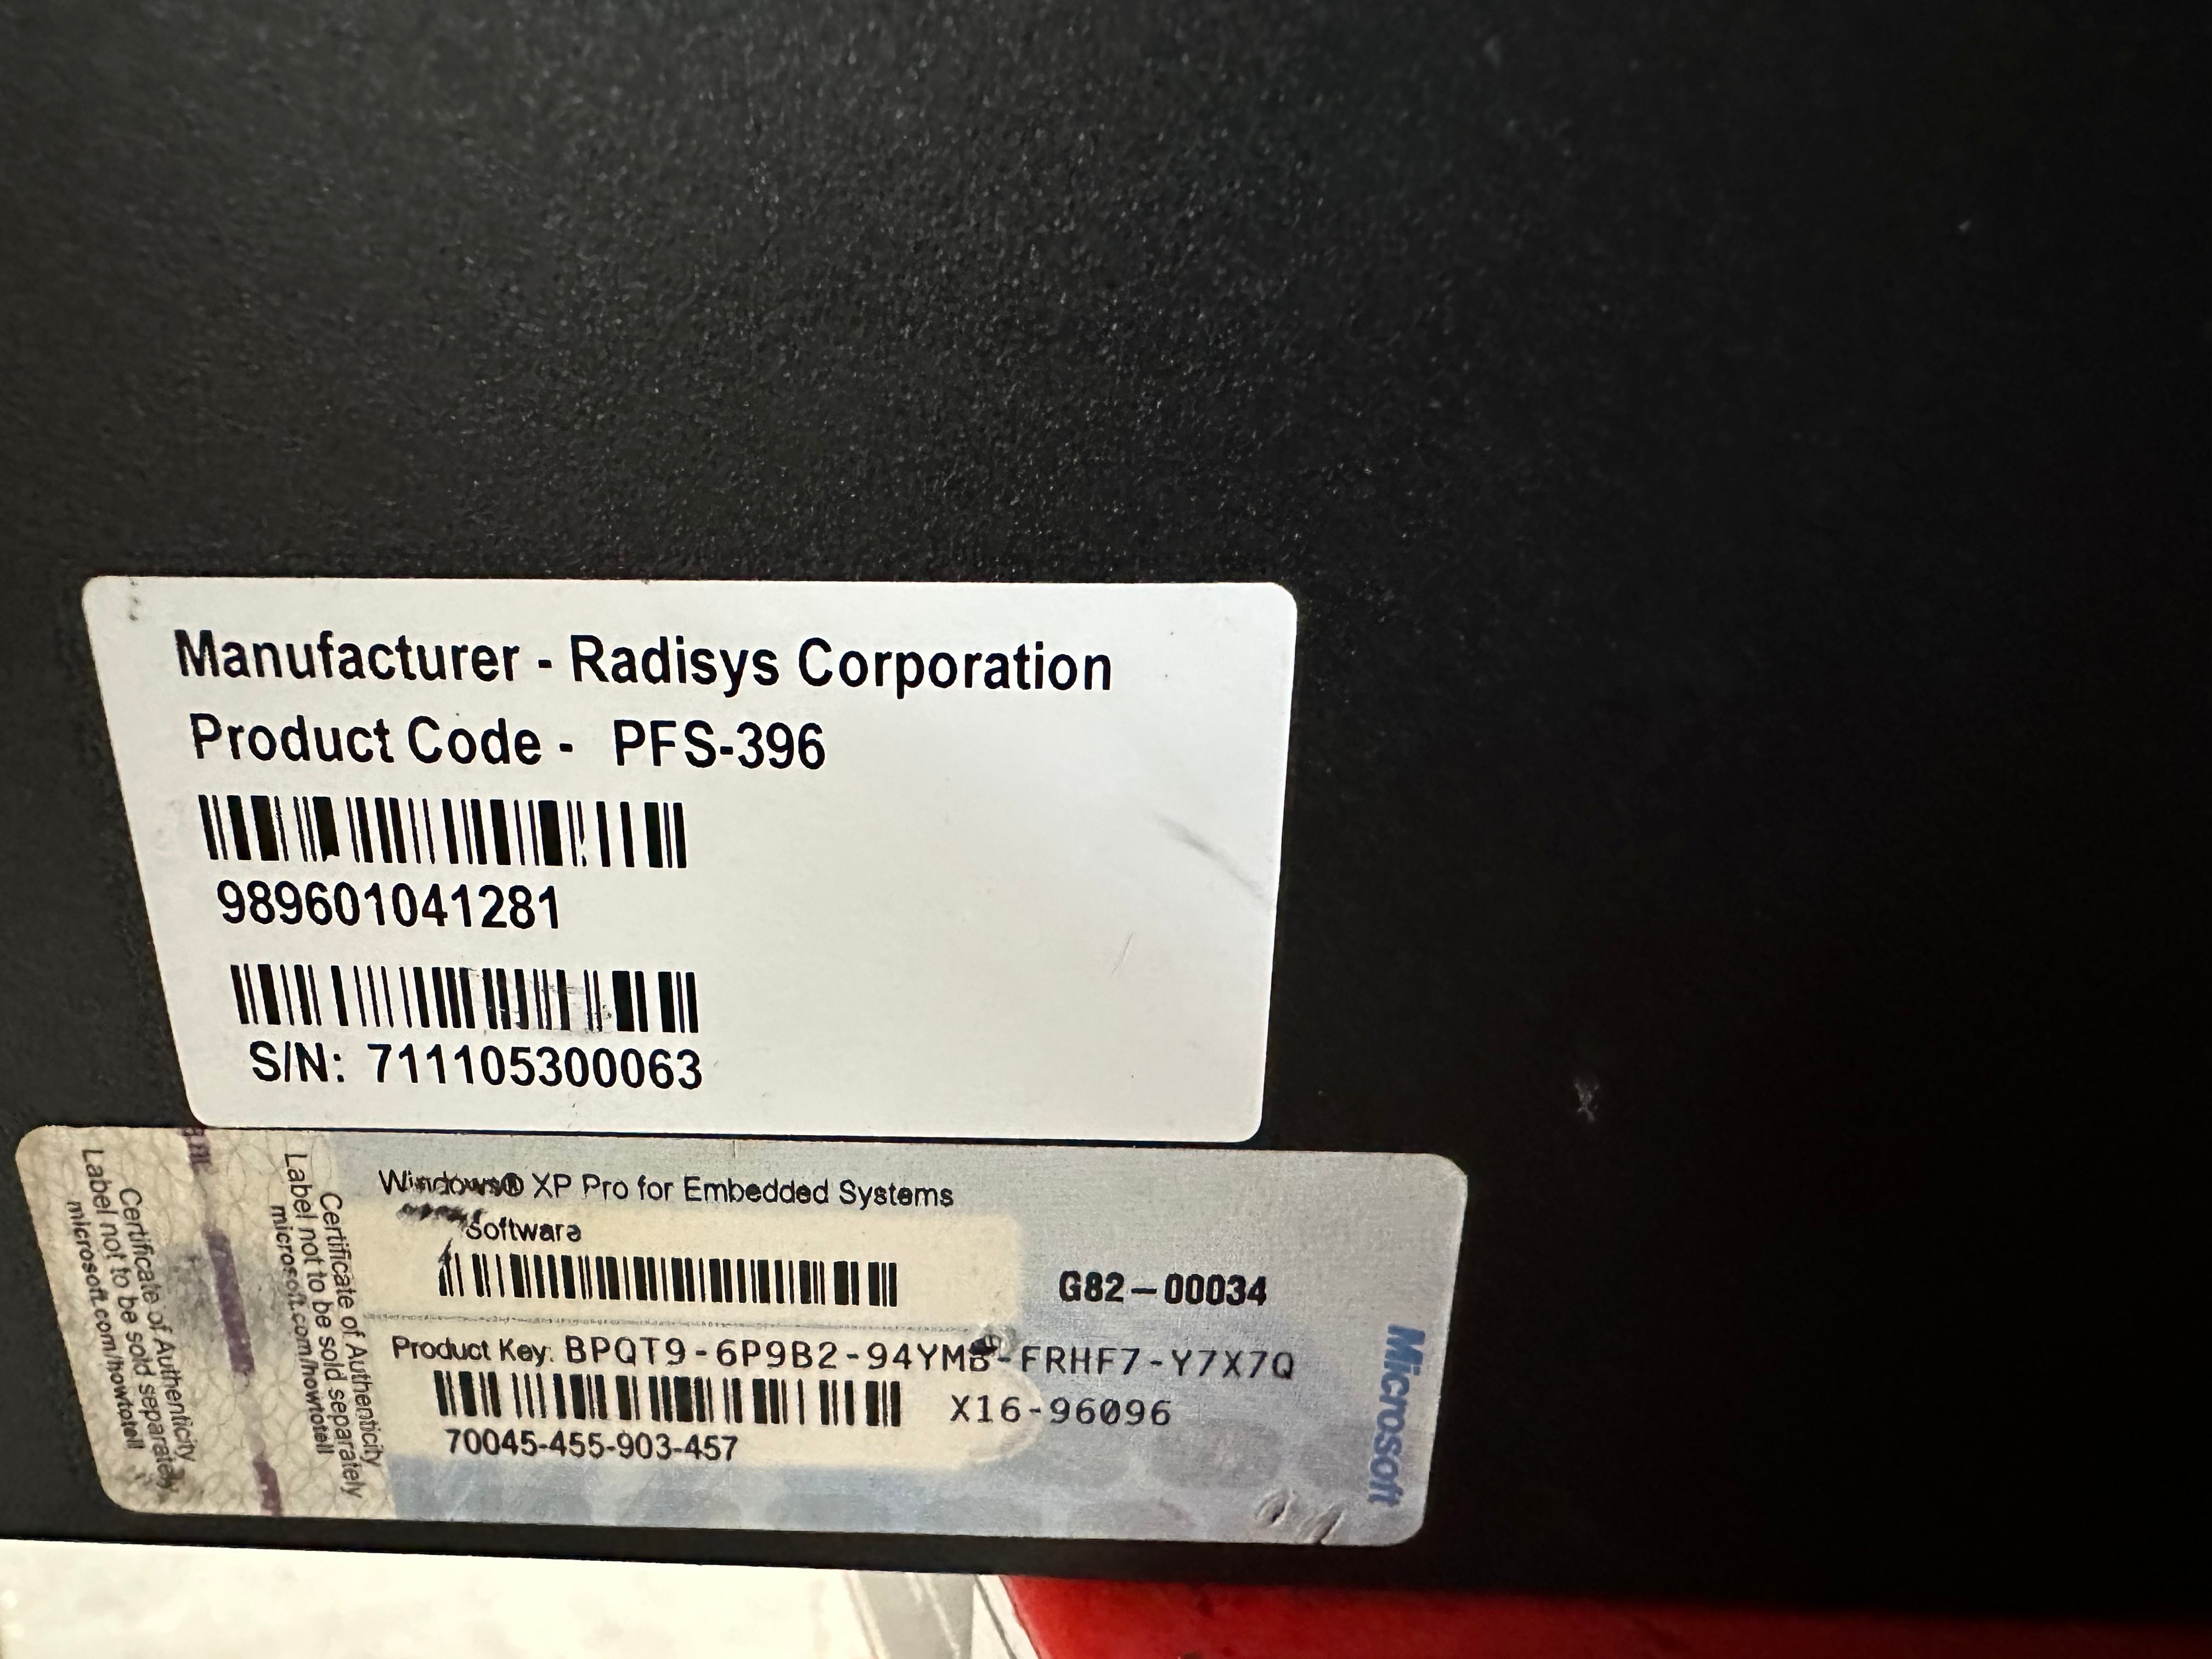 Manufacturer - Radisys Corporation
Product Code - PFS-396
989601041281
S/N: 711105300063
Certificate of Authenticity
Label not to be sold separately
microsoft.com/howtotell
Certificate of Authenticity
Label not to be sold separately
microsoft.com/howtotell
Windows® XP Pro for Embedded Systems
Software
G82-00034
Product Key: BPQT9-6P9B2-94YMB-FRHF7-Y7X7Q
X16-96096
70045-455-903-457
Microsoft